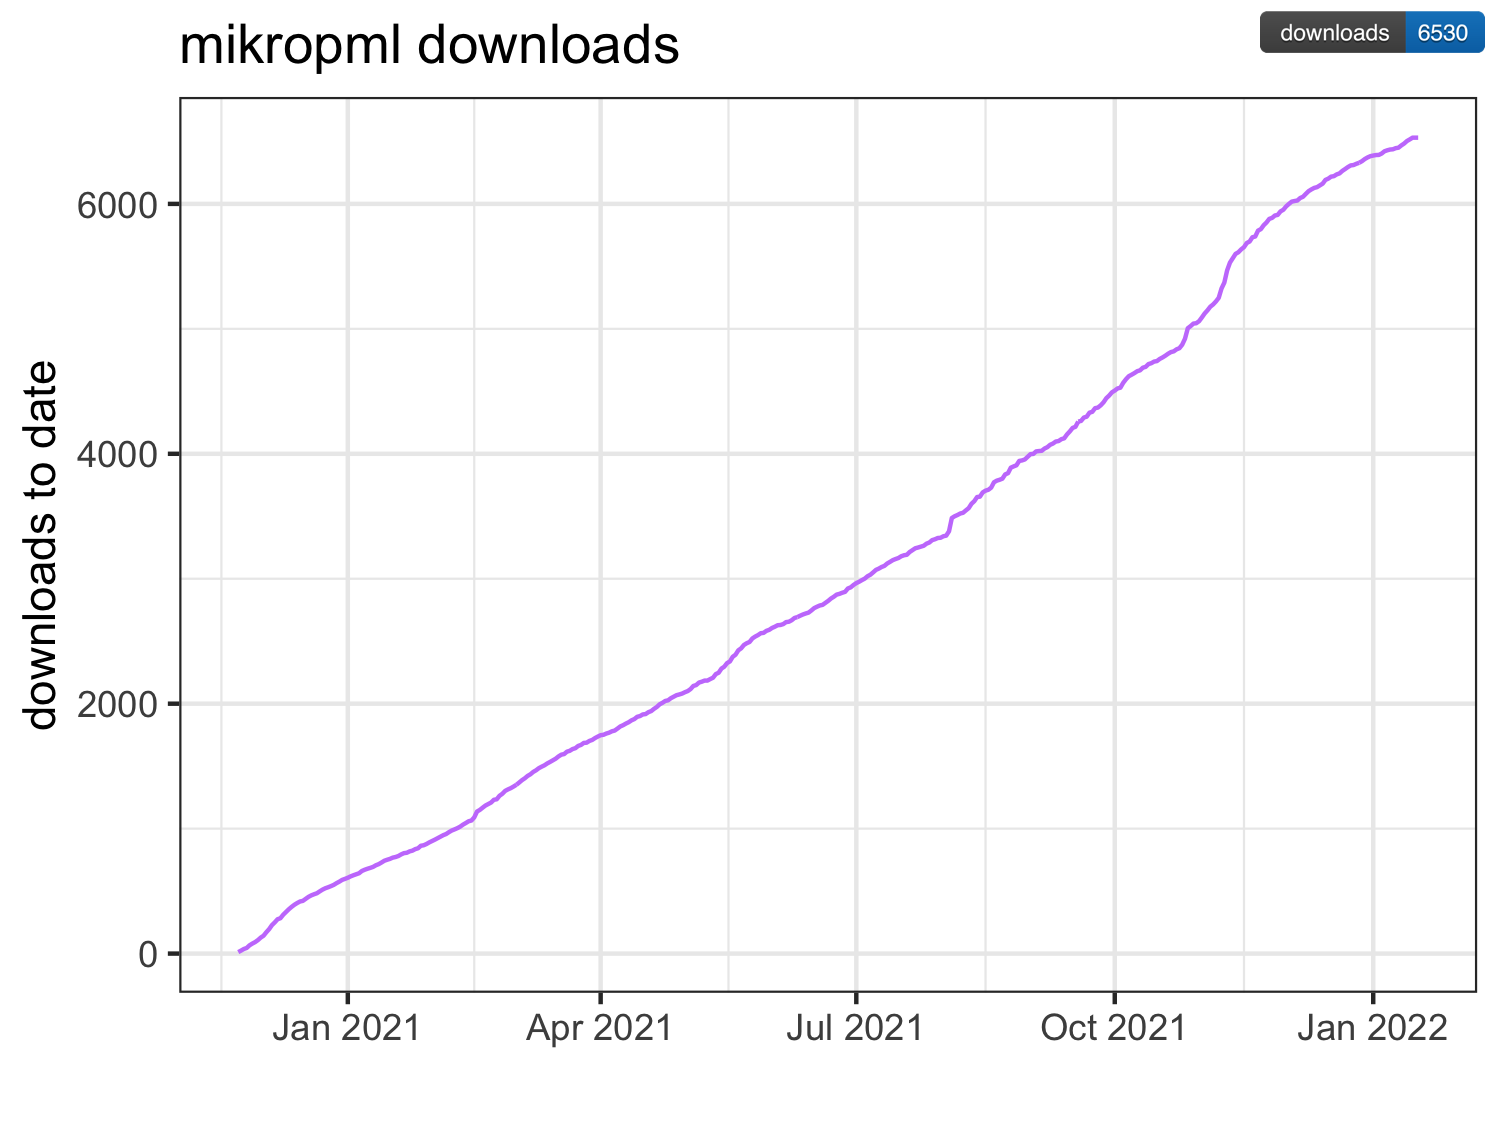 mikropml downloads
downloads 6530
downloads to date
6000
4000
2000
0
Jan 2021
Apr 2021
Jul 2021
Oct 2021
Jan 2022